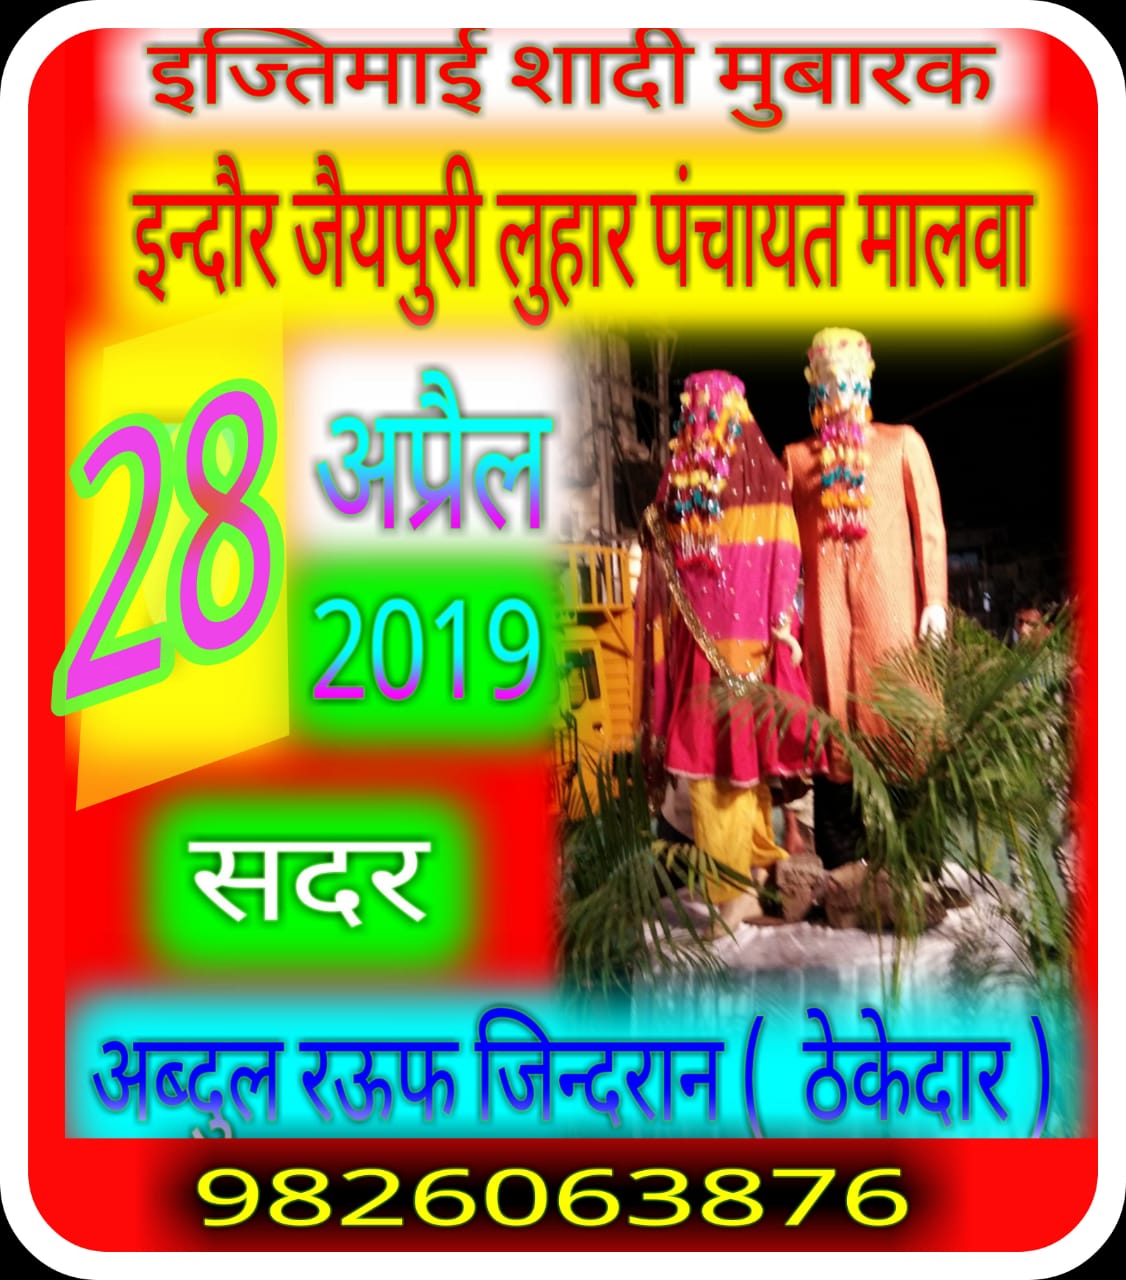 इज्तिमाई शादी मुबारक
इन्दौर जैयपुरी लुहार पंचायत मालवा
28
अप्रैल
2019
सदर
अब्दुल रऊफ जिन्दरान ( ठेकेदार )
9826063876